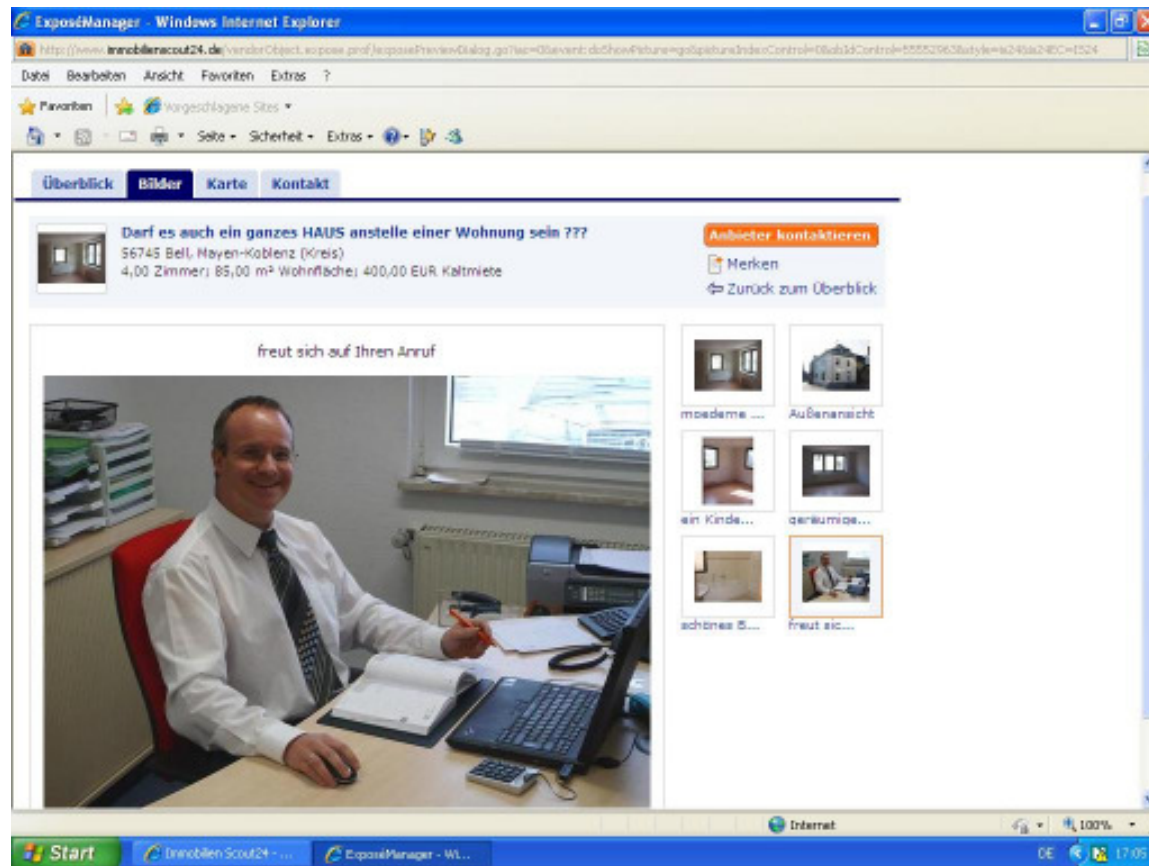 ExposéManager - Windows Internet Explorer
Datei Bearbeiten Ansicht Favoriten Extras ?
Favoriten Vorgeschlagene Sites
Seite Sicherheit Extras
Überblick Bilder Karte Kontakt
Darf es auch ein ganzes HAUS anstelle einer Wohnung sein ???
56745 Bell, Mayen-Koblenz (Kreis)
4,00 Zimmer; 85,00 m² Wohnfläche; 400,00 EUR Kaltmiete
Anbieter kontaktieren
Merken
Zurück zum Überblick
freut sich auf Ihren Anruf
moederne ... Außenansicht
ein Kinde... geräumige...
schönes B... freut sic...
Internet 100%
Start Immobilien Scout24 - ... ExposéManager - Wi... DE 17:05